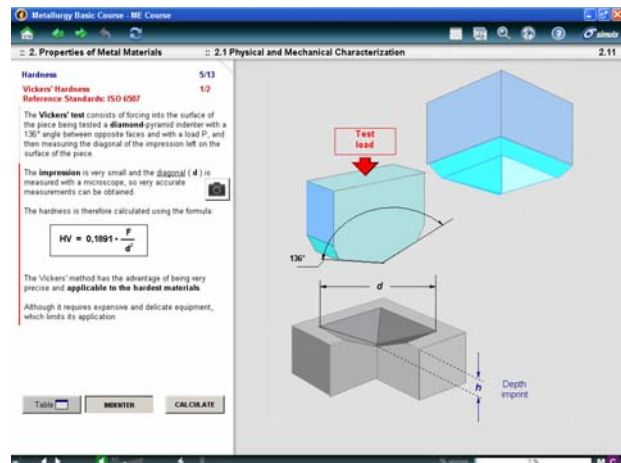 Metallurgy Basic Course - ME Course
simula
:: 2. Properties of Metal Materials
:: 2.1 Physical and Mechanical Characterization
2.11
Hardness
5/13
Vickers' Hardness
1/2
Reference Standards: ISO 6507
The Vickers' test consists of forcing into the surface of
the piece being tested a diamond-pyramid indenter with a
136° angle between opposite faces and with a load P, and
then measuring the diagonal of the impression left on the
surface of the piece.
The impression is very small and the diagonal ( d ) is
measured with a microscope, so very accurate
measurements can be obtained.
The hardness is therefore calculated using the formula:
HV = 0,1891 · F
d²
The Vickers' method has the advantage of being very
precise and applicable to the hardest materials.
Although it requires expensive and delicate equipment,
which limits its application
Table
INDENTER
CALCULATE
Test
load
136°
d
h
Depth
imprint
M C